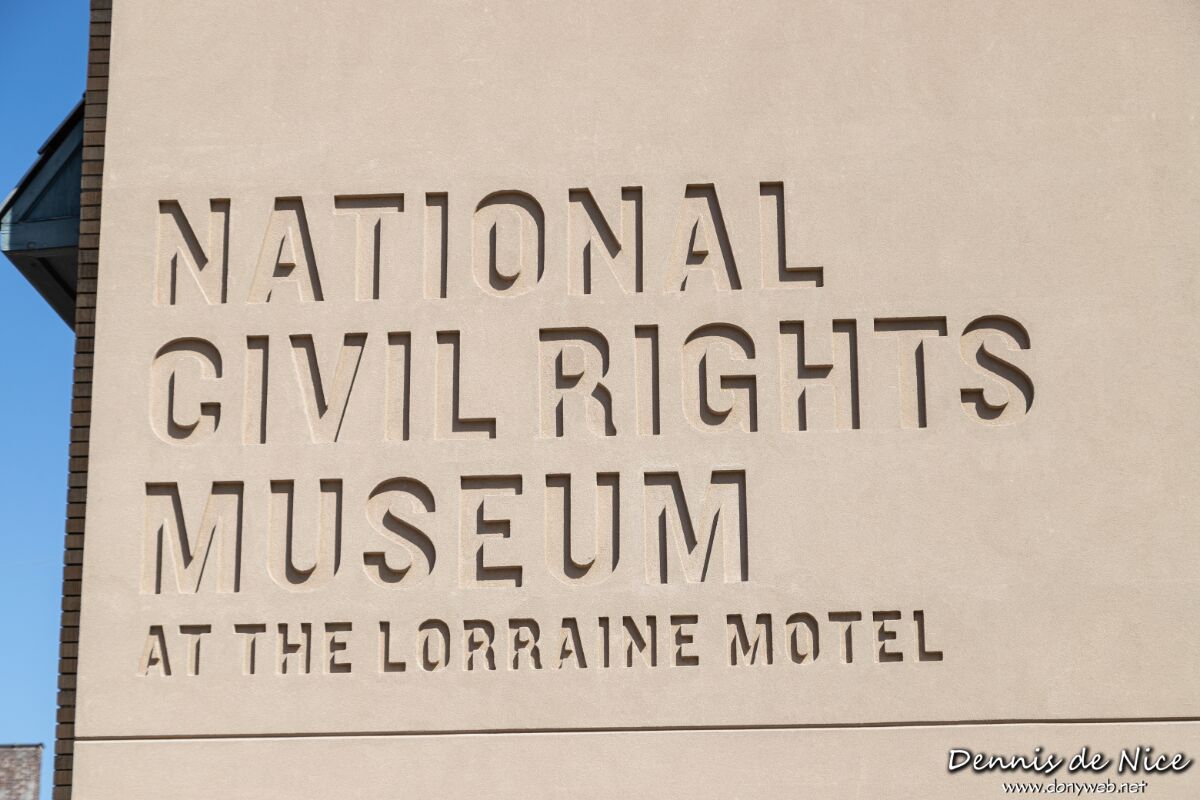 NATIONAL
CIVIL RIGHTS
MUSEUM
AT THE LORRAINE MOTEL
Dennis de Nice
www.donyweb.net